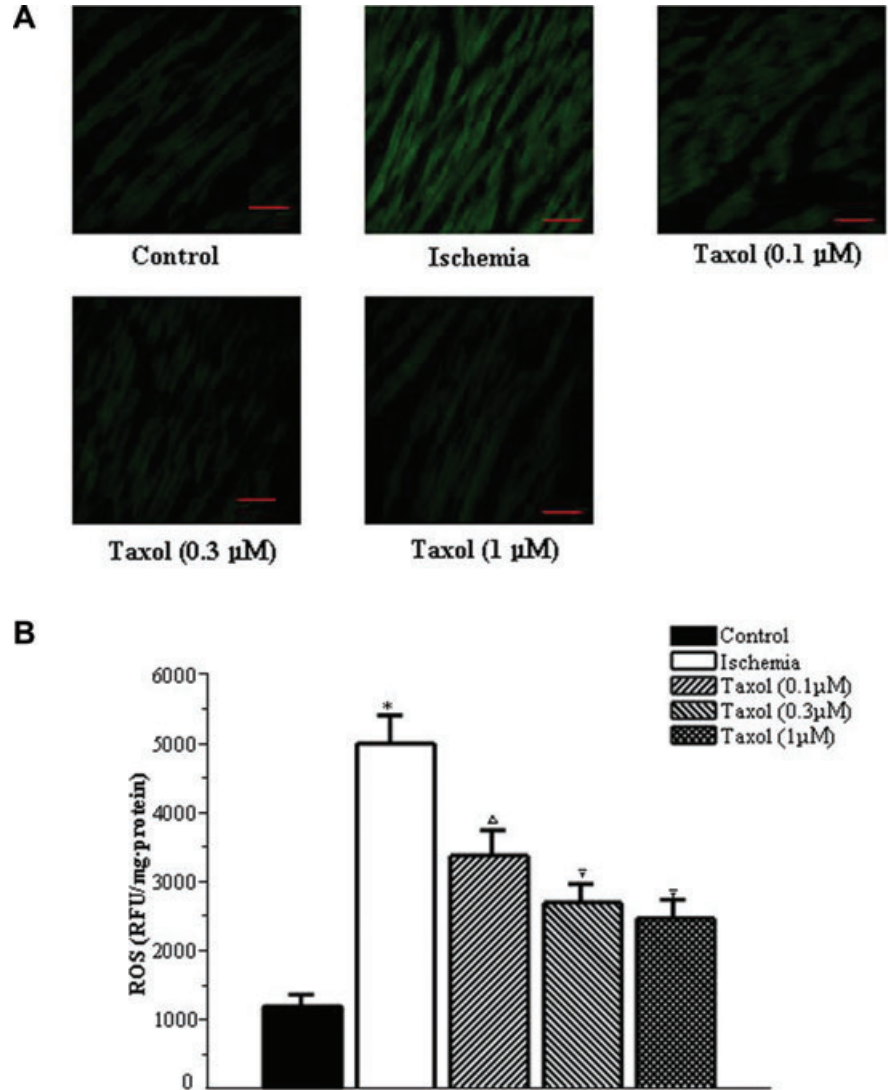 A
Control
Ischemia
Taxol (0.1 μM)
Taxol (0.3 μM)
Taxol (1 μM)
B
Control
Ischemia
Taxol (0.1μM)
Taxol (0.3μM)
Taxol (1μM)
ROS (RFU/mg·protein)
6000
5000
4000
3000
2000
1000
0
*